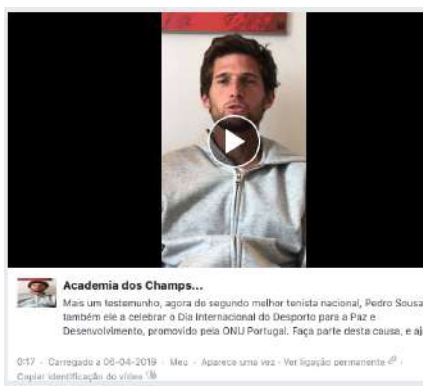 Academia dos Champs...
Mais um testemunho, agora do segundo melhor tenista nacional, Pedro Sousa
também ele a celebrar o Dia Internacional do Desporto para a Paz e
Desenvolvimento, promovido pela ONU Portugal. Faça parte desta causa, e aj
0:17 - Carregado a 06-04-2019 - Meu - Aparece uma vez - Ver ligação permanente
Copiar identificação do vídeo